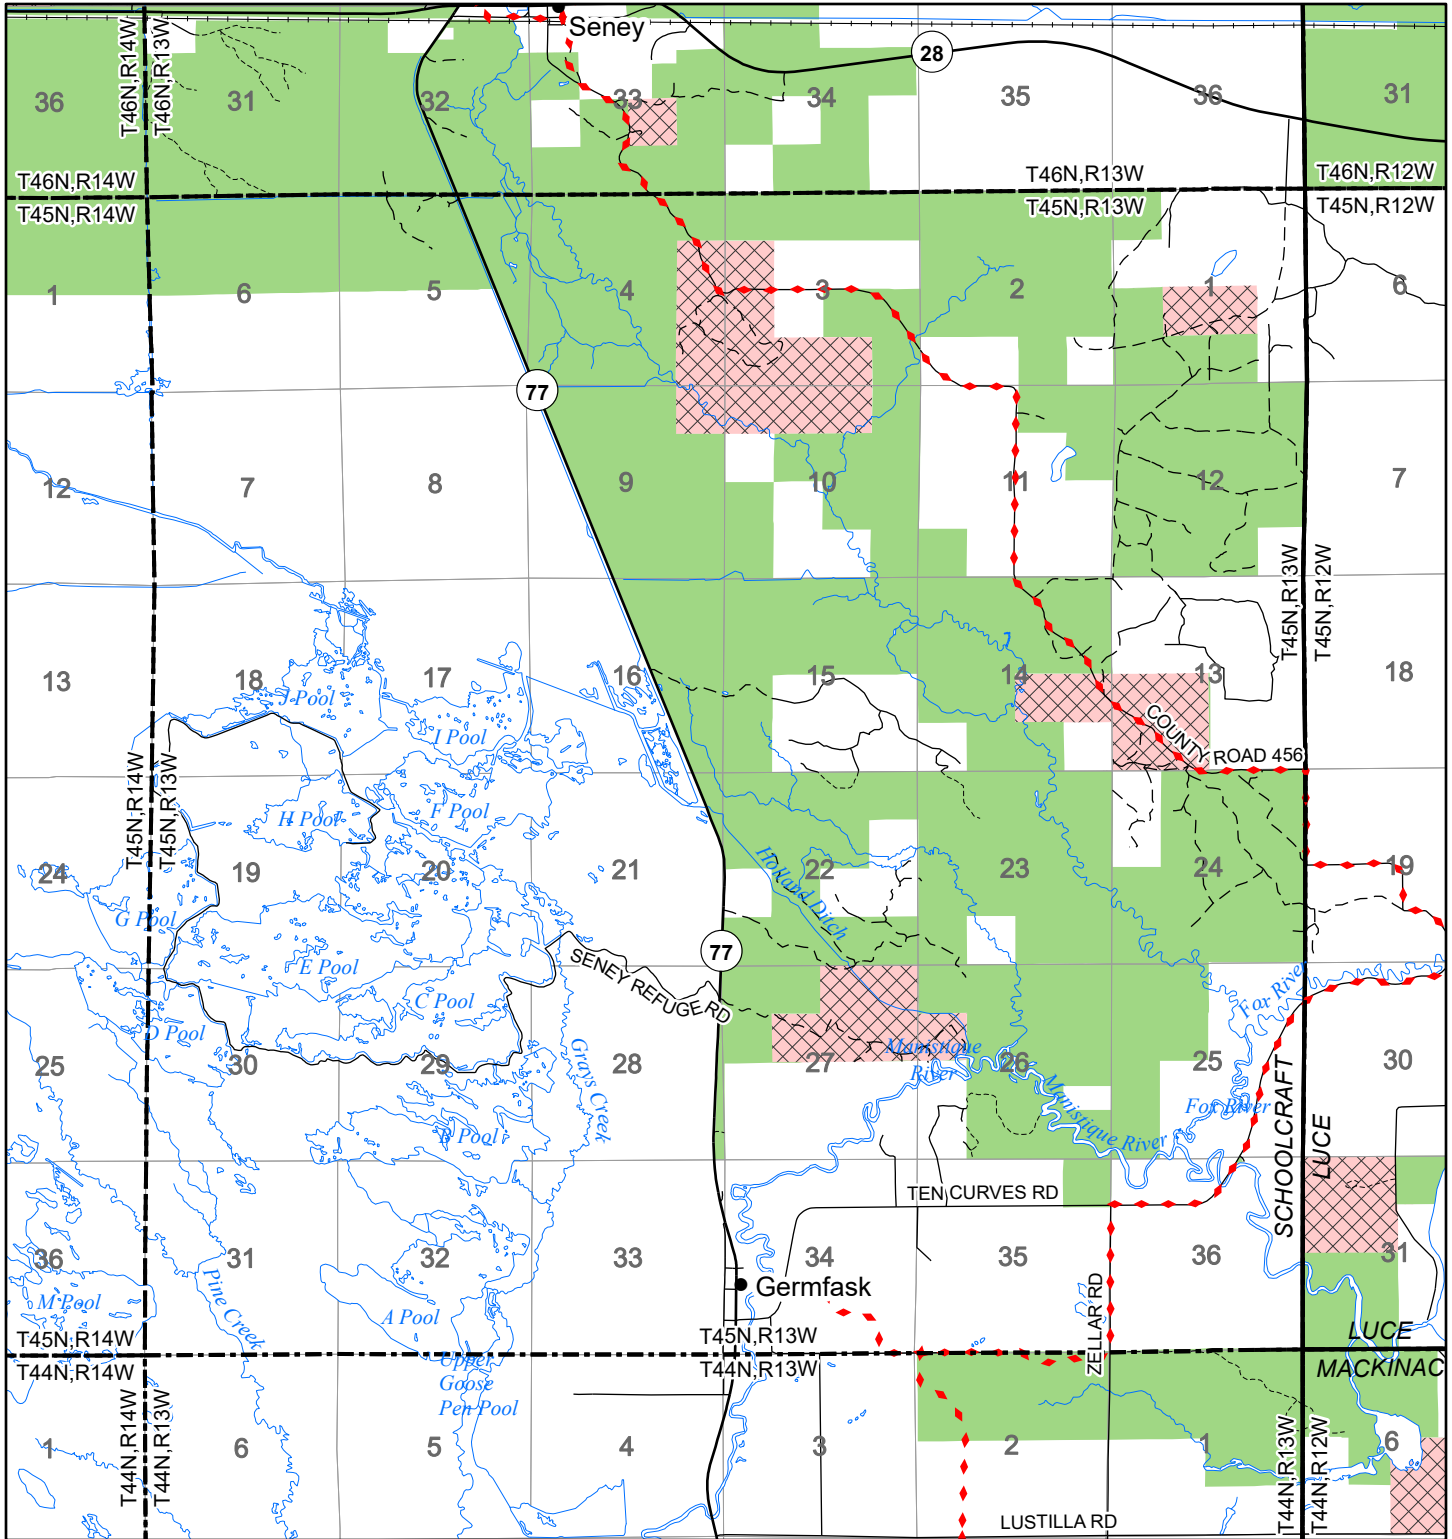 Seney
28
T46N,R14W
T46N,R13W
36
31
32
33
34
35
36
31
T46N,R14W
T45N,R14W
T46N,R13W
T45N,R13W
T46N,R12W
T45N,R12W
1
6
5
4
3
2
1
6
77
12
7
8
9
10
11
12
7
T45N,R13W
T45N,R12W
13
18
17
16
15
14
13
18
J Pool
I Pool
COUNTY ROAD 456
T45N,R14W
T45N,R13W
H Pool
F Pool
24
19
20
21
22
23
24
19
G Pool
Holland Ditch
77
E Pool
SENEY REFUGE RD
C Pool
D Pool
Fox River
25
30
29
28
27
26
25
30
Grays Creek
Manistique
River
Manistique River
Fox River
B Pool
SCHOOLCRAFT
LUCE
TEN CURVES RD
36
31
32
33
34
35
36
31
Pine Creek
M Pool
A Pool
Germfask
ZELLAR RD
T45N,R14W
T44N,R14W
T45N,R13W
T44N,R13W
LUCE
MACKINAC
Upper
Goose
Pen Pool
T44N,R14W
T44N,R13W
1
6
5
4
3
2
1
6
T44N,R13W
T44N,R12W
LUSTILLA RD